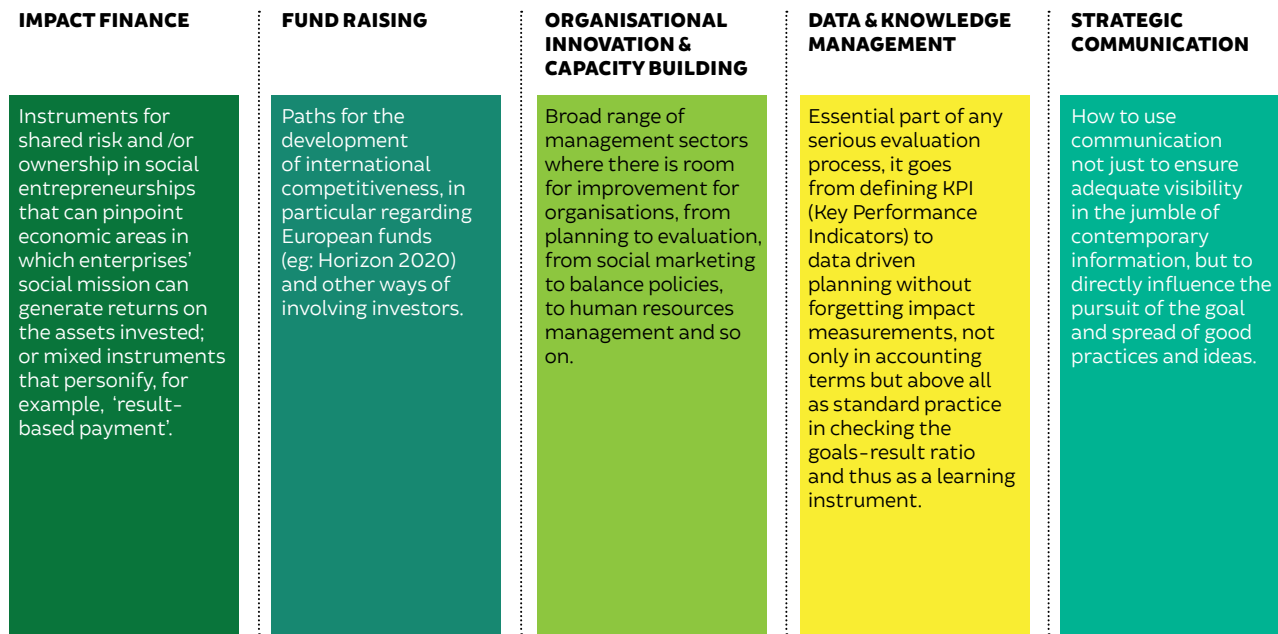 IMPACT FINANCE
Instruments for
shared risk and /or
ownership in social
entrepreneurships
that can pinpoint
economic areas in
which enterprises’
social mission can
generate returns on
the assets invested;
or mixed instruments
that personify, for
example,  ‘result-
based payment’.
FUND RAISING
Paths for the
development
of international
competitiveness, in
particular regarding
European funds
(eg: Horizon 2020)
and other ways of
involving investors.
ORGANISATIONAL
INNOVATION &
CAPACITY BUILDING
Broad range of
management sectors
where there is room
for improvement for
organisations, from
planning to evaluation,
from social marketing
to balance policies,
to human resources
management and so
on.
DATA & KNOWLEDGE
MANAGEMENT
Essential part of any
serious evaluation
process, it goes
from defining KPI
(Key Performance
Indicators) to
data driven
planning without
forgetting impact
measurements, not
only in accounting
terms but above all
as standard practice
in checking the
goals-result ratio
and thus as a learning
instrument.
STRATEGIC
COMMUNICATION
How to use
communication
not just to ensure
adequate visibility
in the jumble of
contemporary
information, but to
directly influence the
pursuit of the goal
and spread of good
practices and ideas.